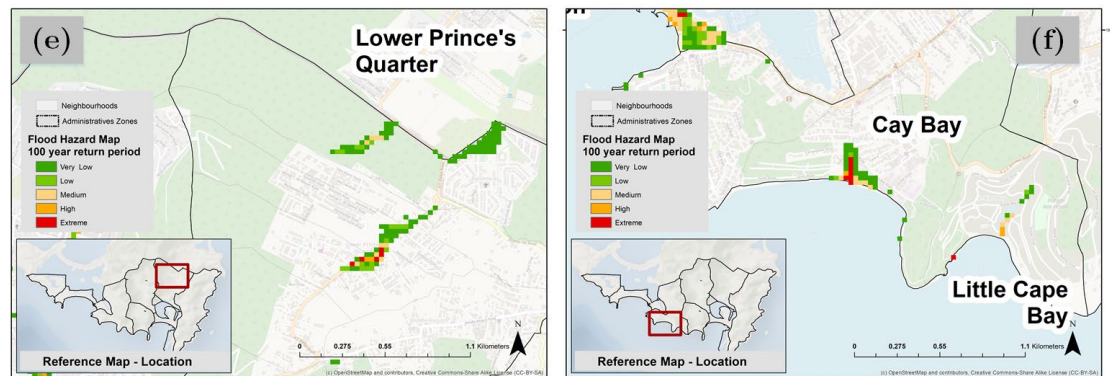 (e)
Lower Prince's
Quarter
Neighbourhoods
Administratives Zones
Flood Hazard Map
100 year return period
Very Low
Low
Medium
High
Extreme
Reference Map - Location
0 0.275 0.55 1.1 Kilometers
N
(c) OpenStreetMap and contributors, Creative Commons-Share Alike License (CC-BY-SA)
(f)
Cay Bay
Neighbourhoods
Administratives Zones
Flood Hazard Map
100 year return period
Very Low
Low
Medium
High
Extreme
Little Cape
Bay
Reference Map - Location
0 0.275 0.55 1.1 Kilometers
N
(c) OpenStreetMap and contributors, Creative Commons-Share Alike License (CC-BY-SA)